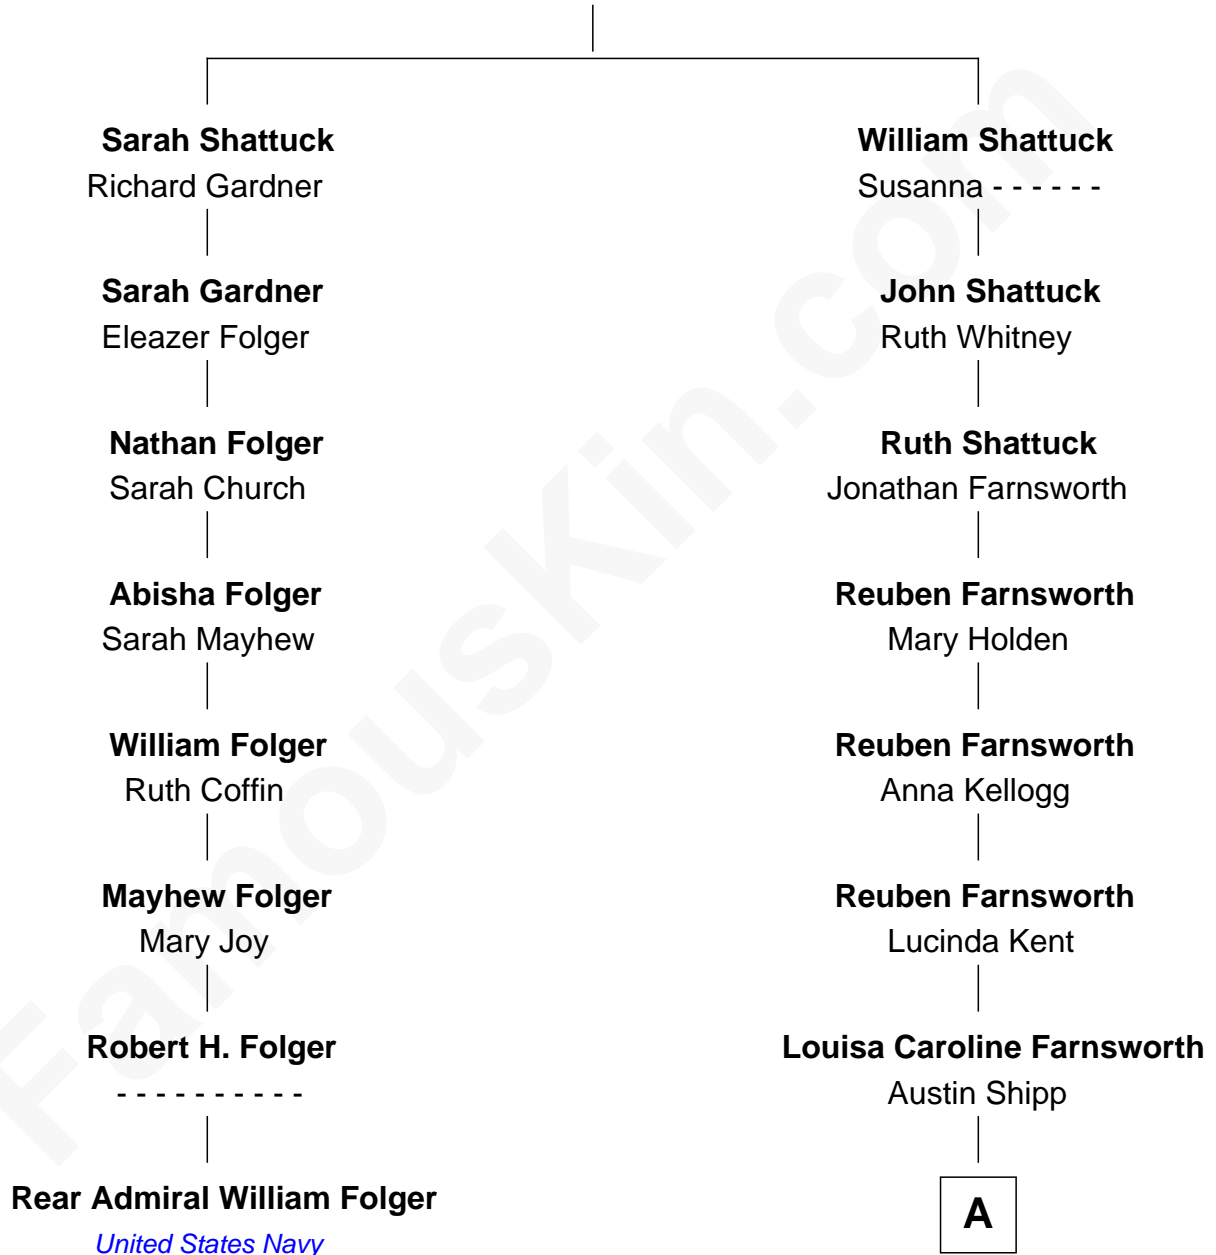 Sarah Shattuck
Richard Gardner
Sarah Gardner
Eleazer Folger
Nathan Folger
Sarah Church
Abisha Folger
Sarah Mayhew
William Folger
Ruth Coffin
Mayhew Folger
Mary Joy
Robert H. Folger
- - - - - - - - - -
Rear Admiral William Folger
United States Navy
William Shattuck
Susanna - - - - - -
John Shattuck
Ruth Whitney
Ruth Shattuck
Jonathan Farnsworth
Reuben Farnsworth
Mary Holden
Reuben Farnsworth
Anna Kellogg
Reuben Farnsworth
Lucinda Kent
Louisa Caroline Farnsworth
Austin Shipp
A
FamousKin.com